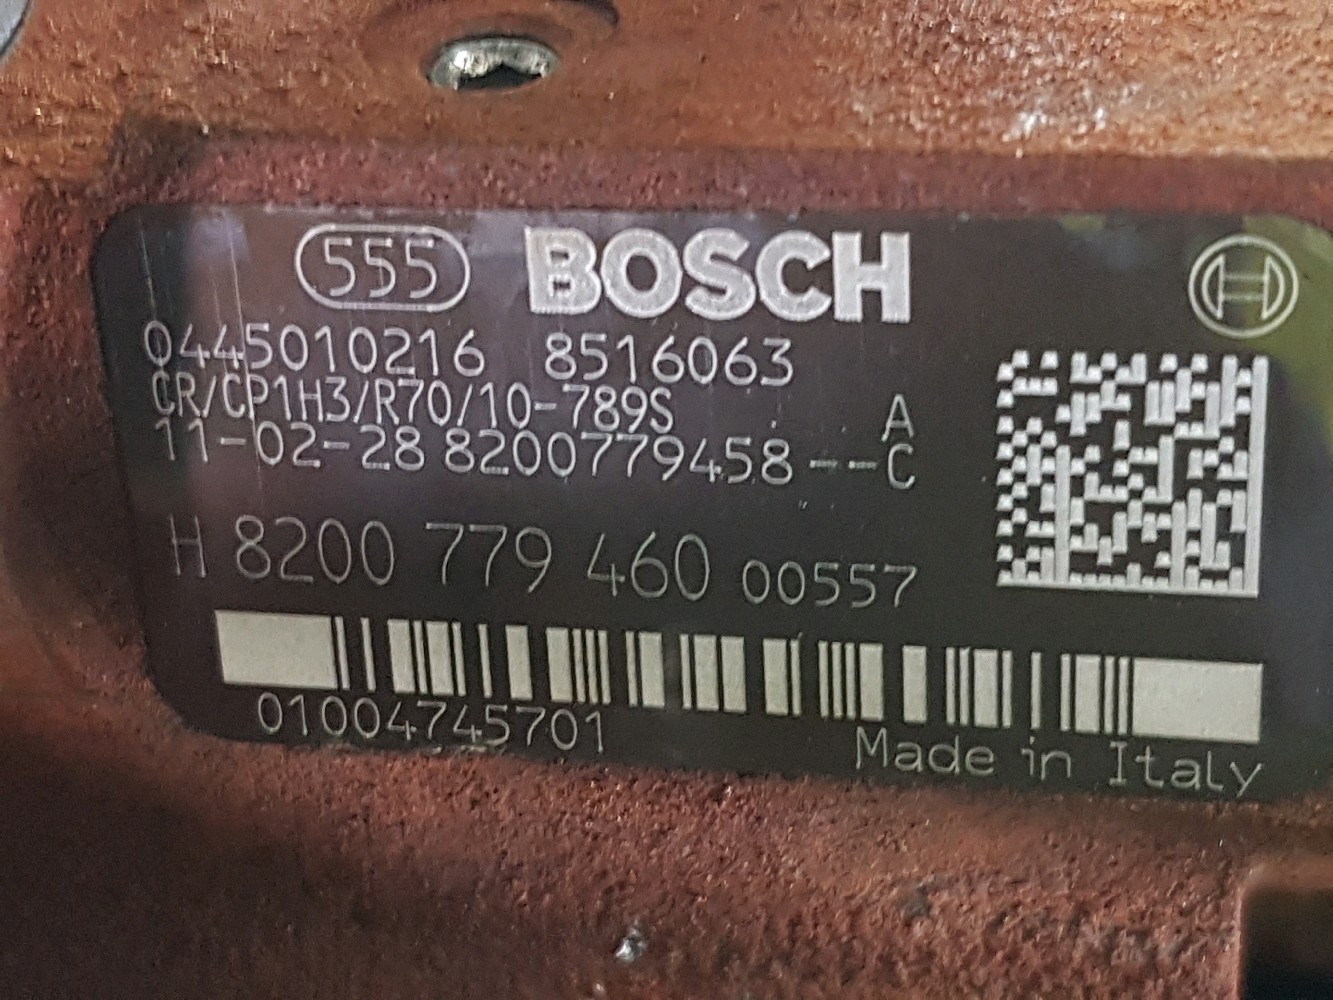 555 BOSCH
0445010216 8516063
CR/CP1H3/R70/10-789S A
11-02-28 8200779458---C
H 8200 779 460 00557
01004745701
Made in Italy